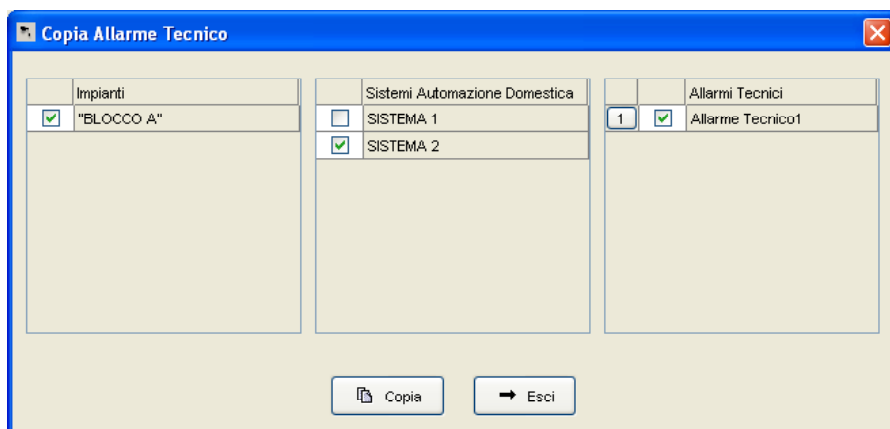 Copia Allarme Tecnico
Impianti
"BLOCCO A"
Sistemi Automazione Domestica
SISTEMA 1
SISTEMA 2
Allarmi Tecnici
1 Allarme Tecnico1
Copia Esci